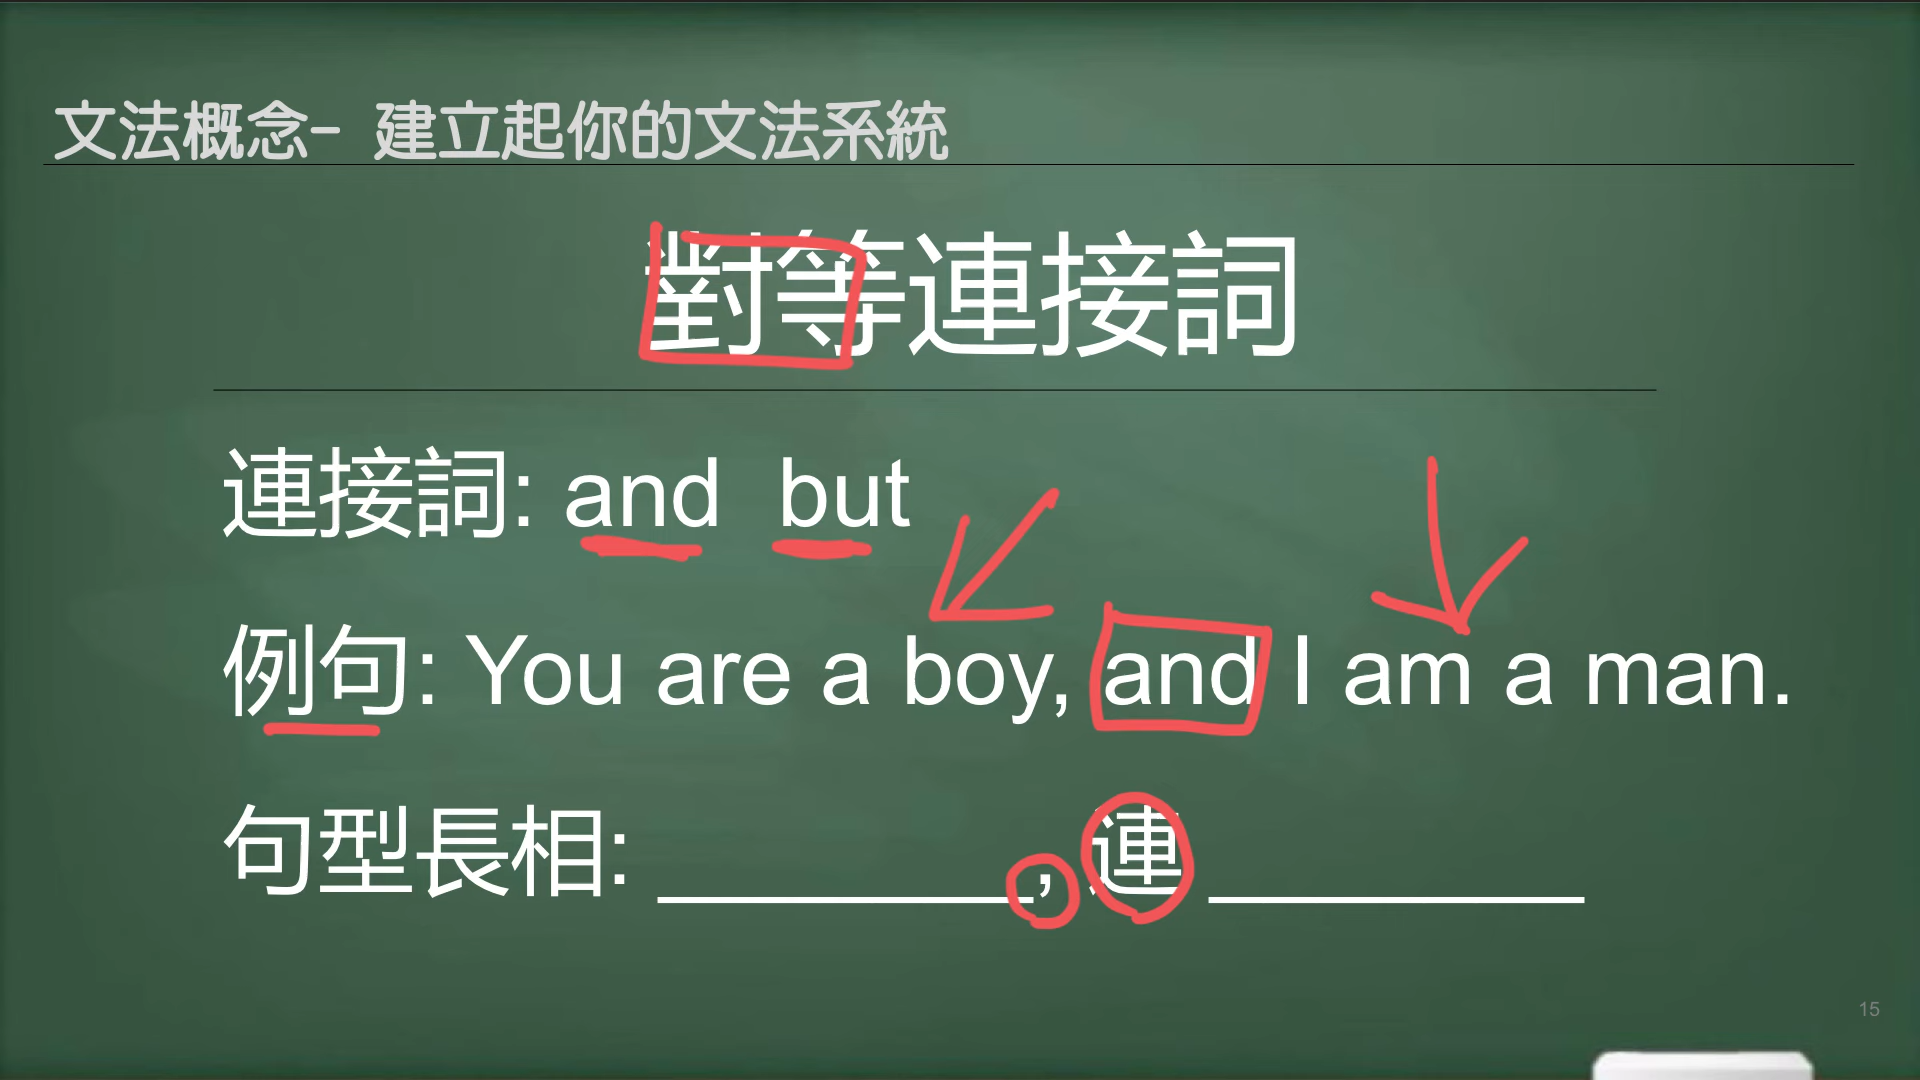 文法概念- 建立起你的文法系統
對等連接詞
連接詞: and but
例句: You are a boy, and I am a man.
句型長相: ________, 連 ________
15